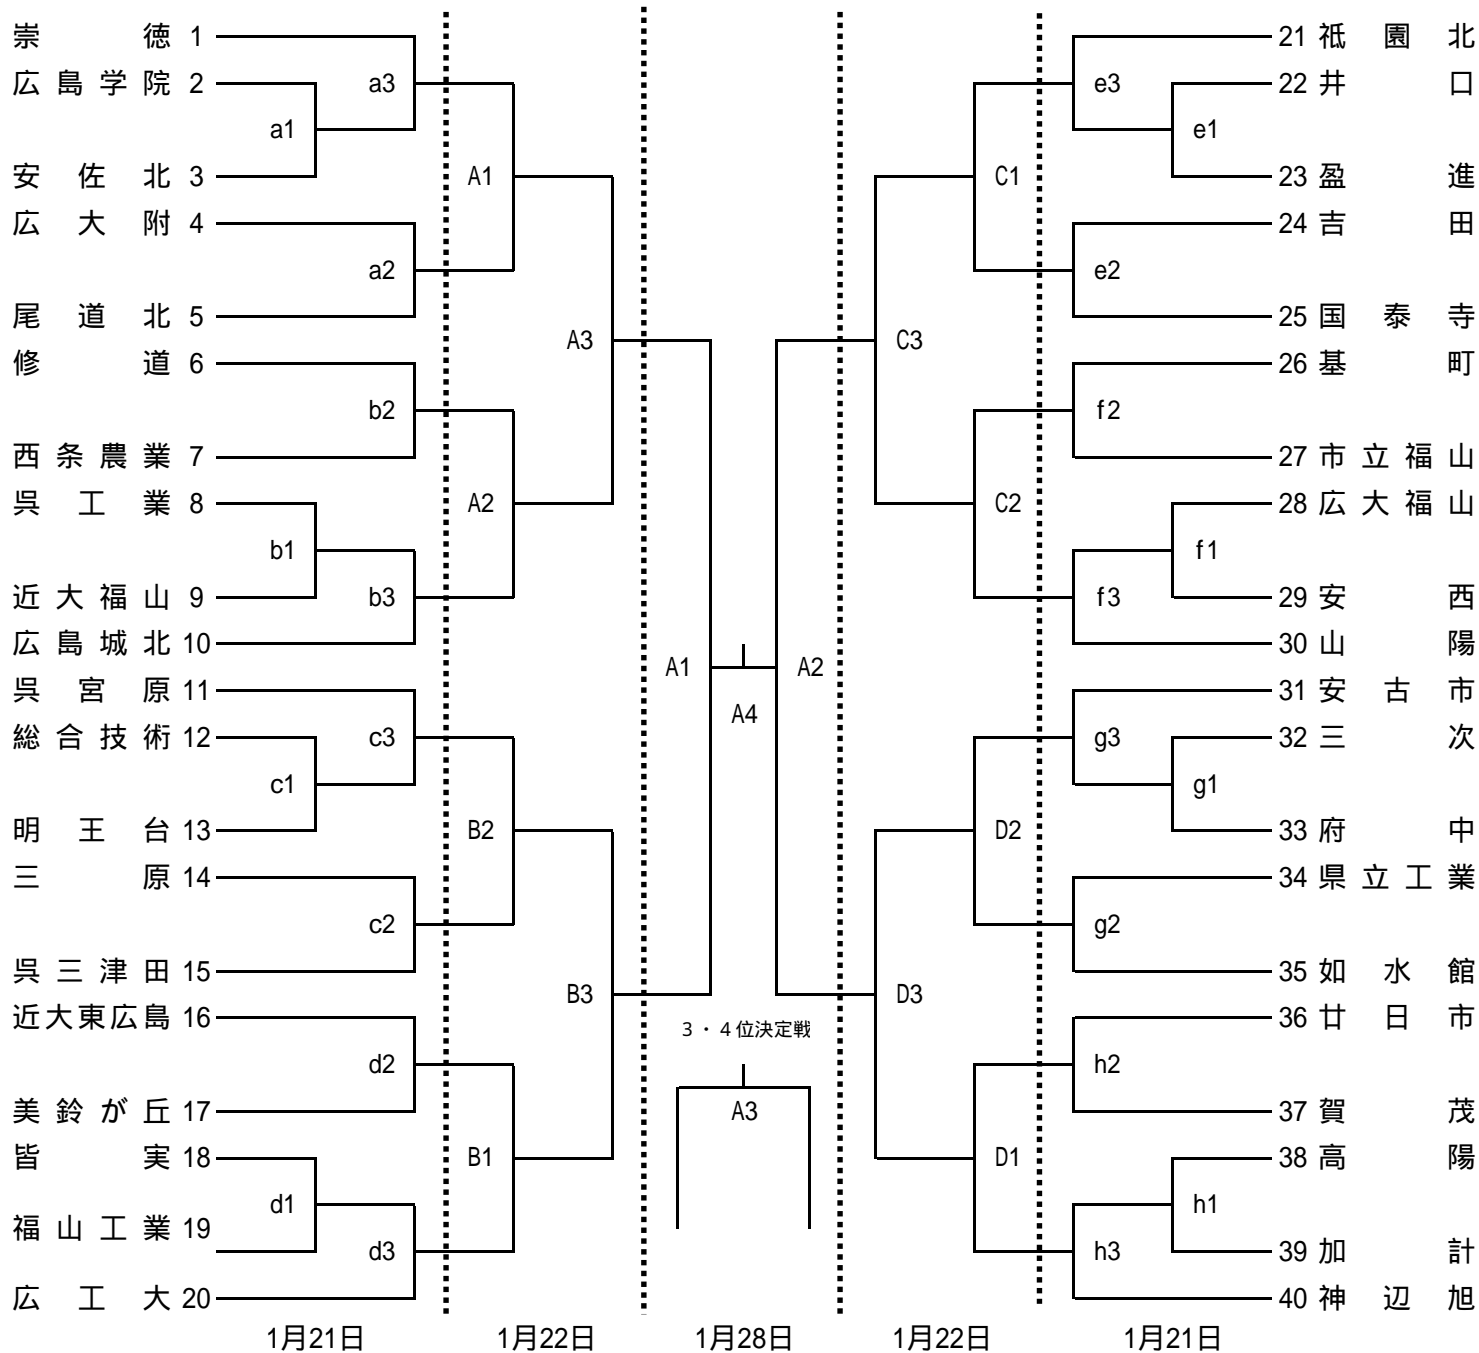 崇徳 1
広島学院 2
a3
a1
安佐北 3
A1
広大附 4
a2
尾道北 5
A3
修道 6
b2
西条農業 7
呉工業 8
A2
b1
近大福山 9
b3
広島城北 10
呉宮原 11
総合技術 12
c3
c1
明王台 13
B2
三原 14
c2
呉三津田 15
B3
近大東広島 16
d2
美鈴が丘 17
皆実 18
B1
d1
福山工業 19
d3
広工大 20
A1
A2
A4
3・4位決定戦
A3
21 祇園北
22 井口
e3
e1
23 盈進
C1
24 吉田
e2
25 国泰寺
C3
26 基町
f2
27 市立福山
28 広大福山
C2
f1
29 安西
f3
30 山陽
31 安古市
32 三次
g3
g1
33 府中
D2
34 県立工業
g2
35 如水館
D3
36 廿日市
h2
37 賀茂
38 高陽
D1
h1
39 加計
h3
40 神辺旭
1月21日
1月22日
1月28日
1月22日
1月21日